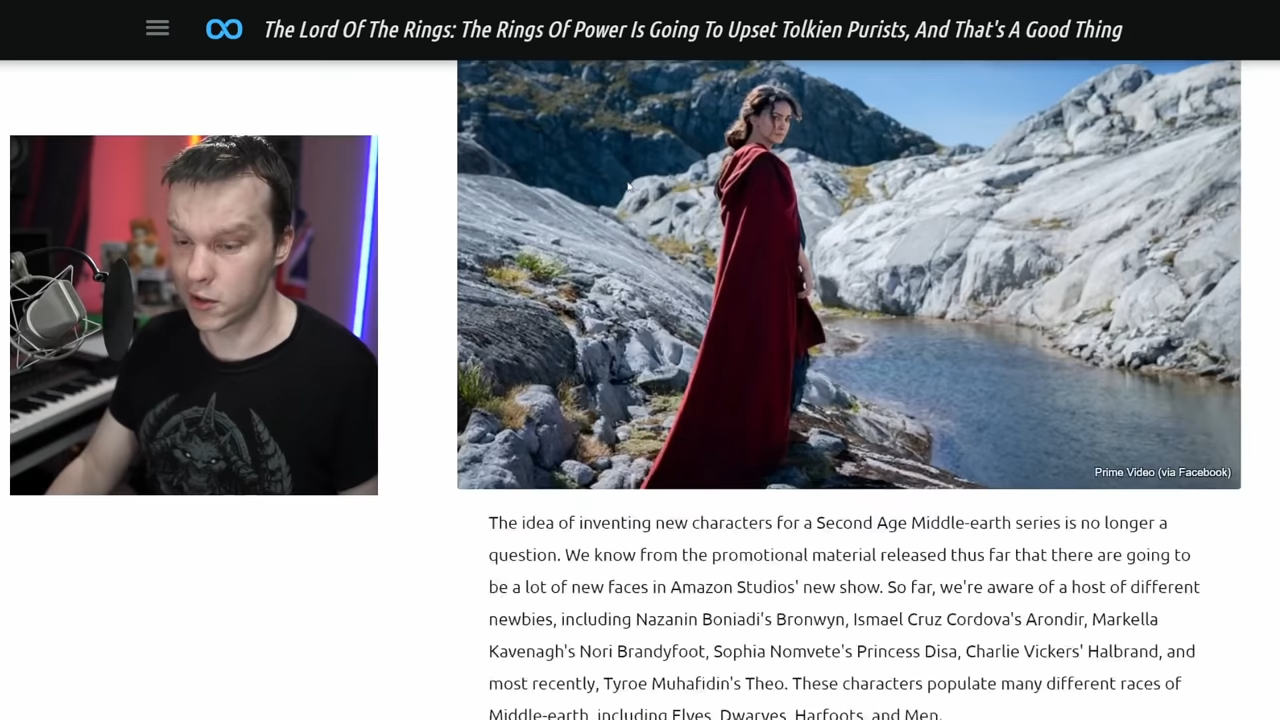 The Lord Of The Rings: The Rings Of Power Is Going To Upset Tolkien Purists, And That's A Good Thing
Prime Video (via Facebook)
The idea of inventing new characters for a Second Age Middle-earth series is no longer a
question. We know from the promotional material released thus far that there are going to
be a lot of new faces in Amazon Studios' new show. So far, we're aware of a host of different
newbies, including Nazanin Boniadi's Bronwyn, Ismael Cruz Cordova's Arondir, Markella
Kavenagh's Nori Brandyfoot, Sophia Nomvete's Princess Disa, Charlie Vickers' Halbrand, and
most recently, Tyroe Muhafidin's Theo. These characters populate many different races of
Middle-earth, including Elves, Dwarves, Harfoots, and Men.